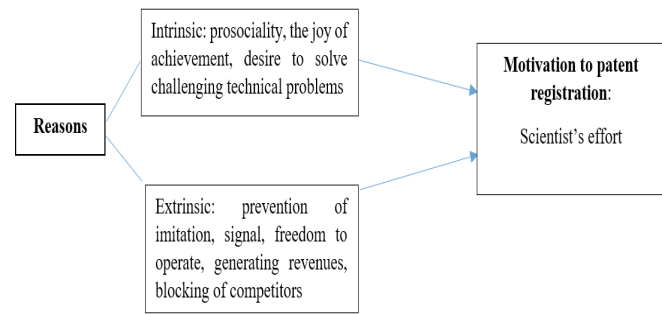 Reasons
Intrinsic: prosociality, the joy of
achievement, desire to solve
challenging technical problems
Extrinsic: prevention of
imitation, signal, freedom to
operate, generating revenues,
blocking of competitors
Motivation to patent
registration:
Scientist's effort